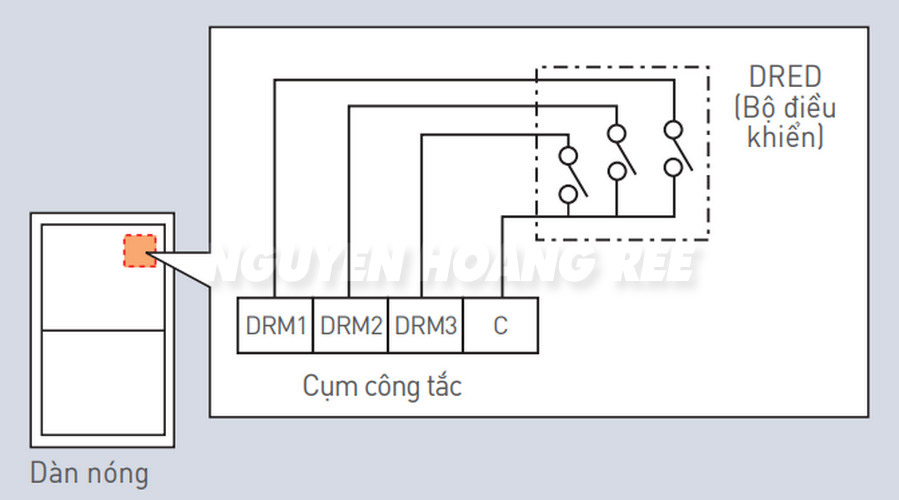 DRED
(Bộ điều
khiển)
NGUYEN HOANG REE
DRM1 DRM2 DRM3 C
Cụm công tắc
Dàn nóng